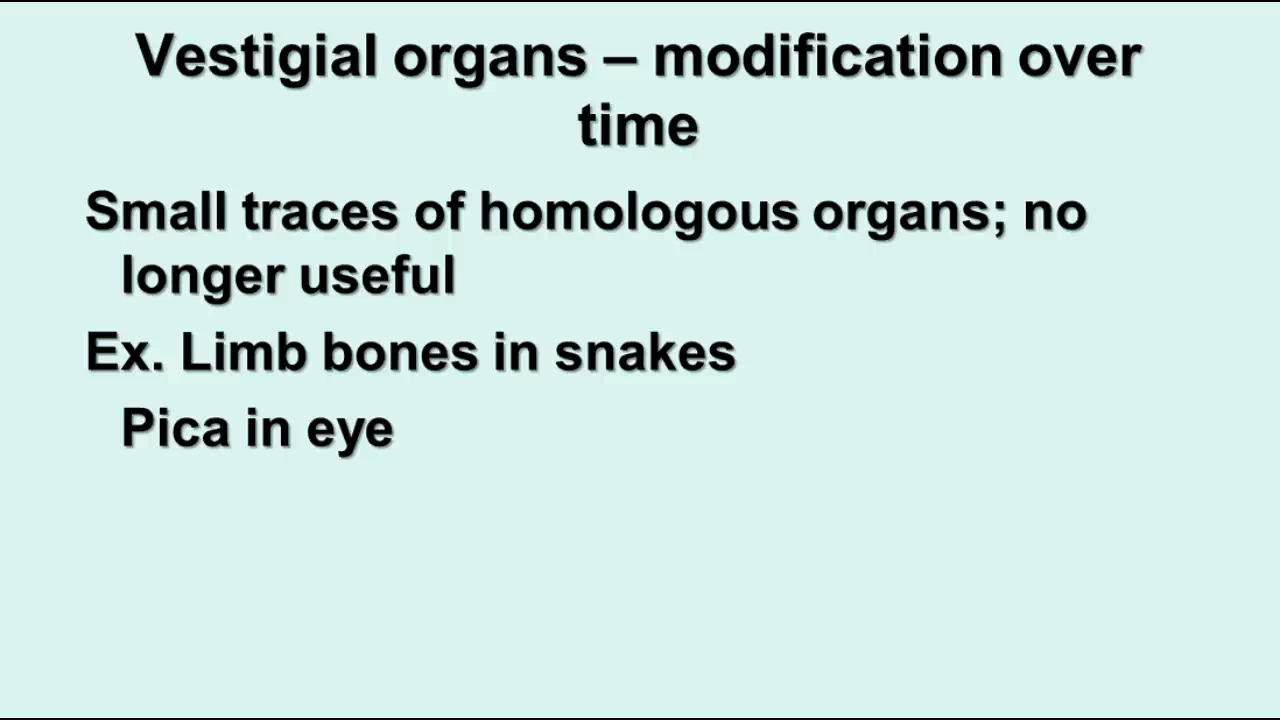 Vestigial organs – modification over
time
Small traces of homologous organs; no
longer useful
Ex. Limb bones in snakes
Pica in eye